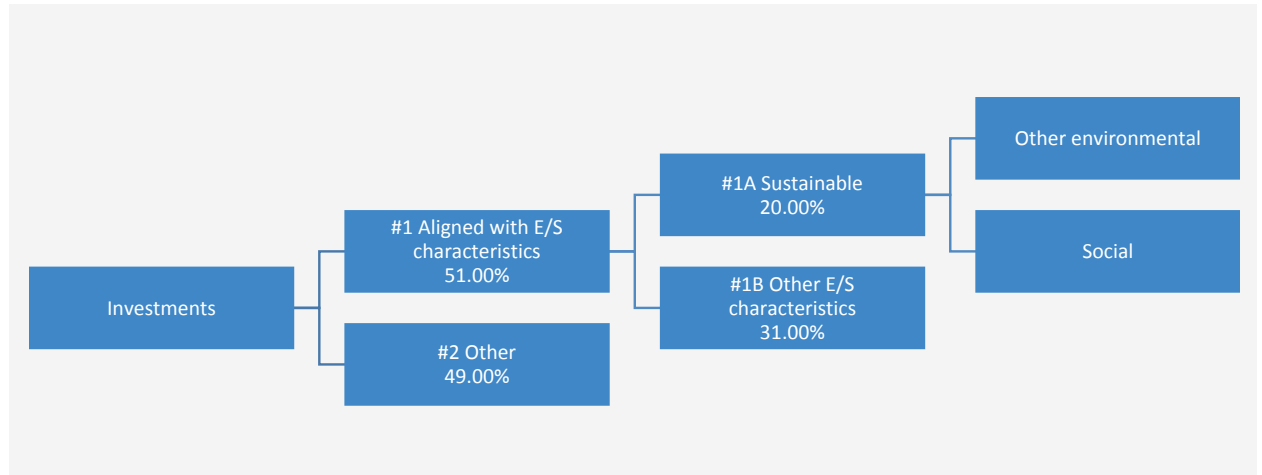 Investments
#1 Aligned with E/S
characteristics
51.00%
#2 Other
49.00%
#1A Sustainable
20.00%
#1B Other E/S
characteristics
31.00%
Other environmental
Social